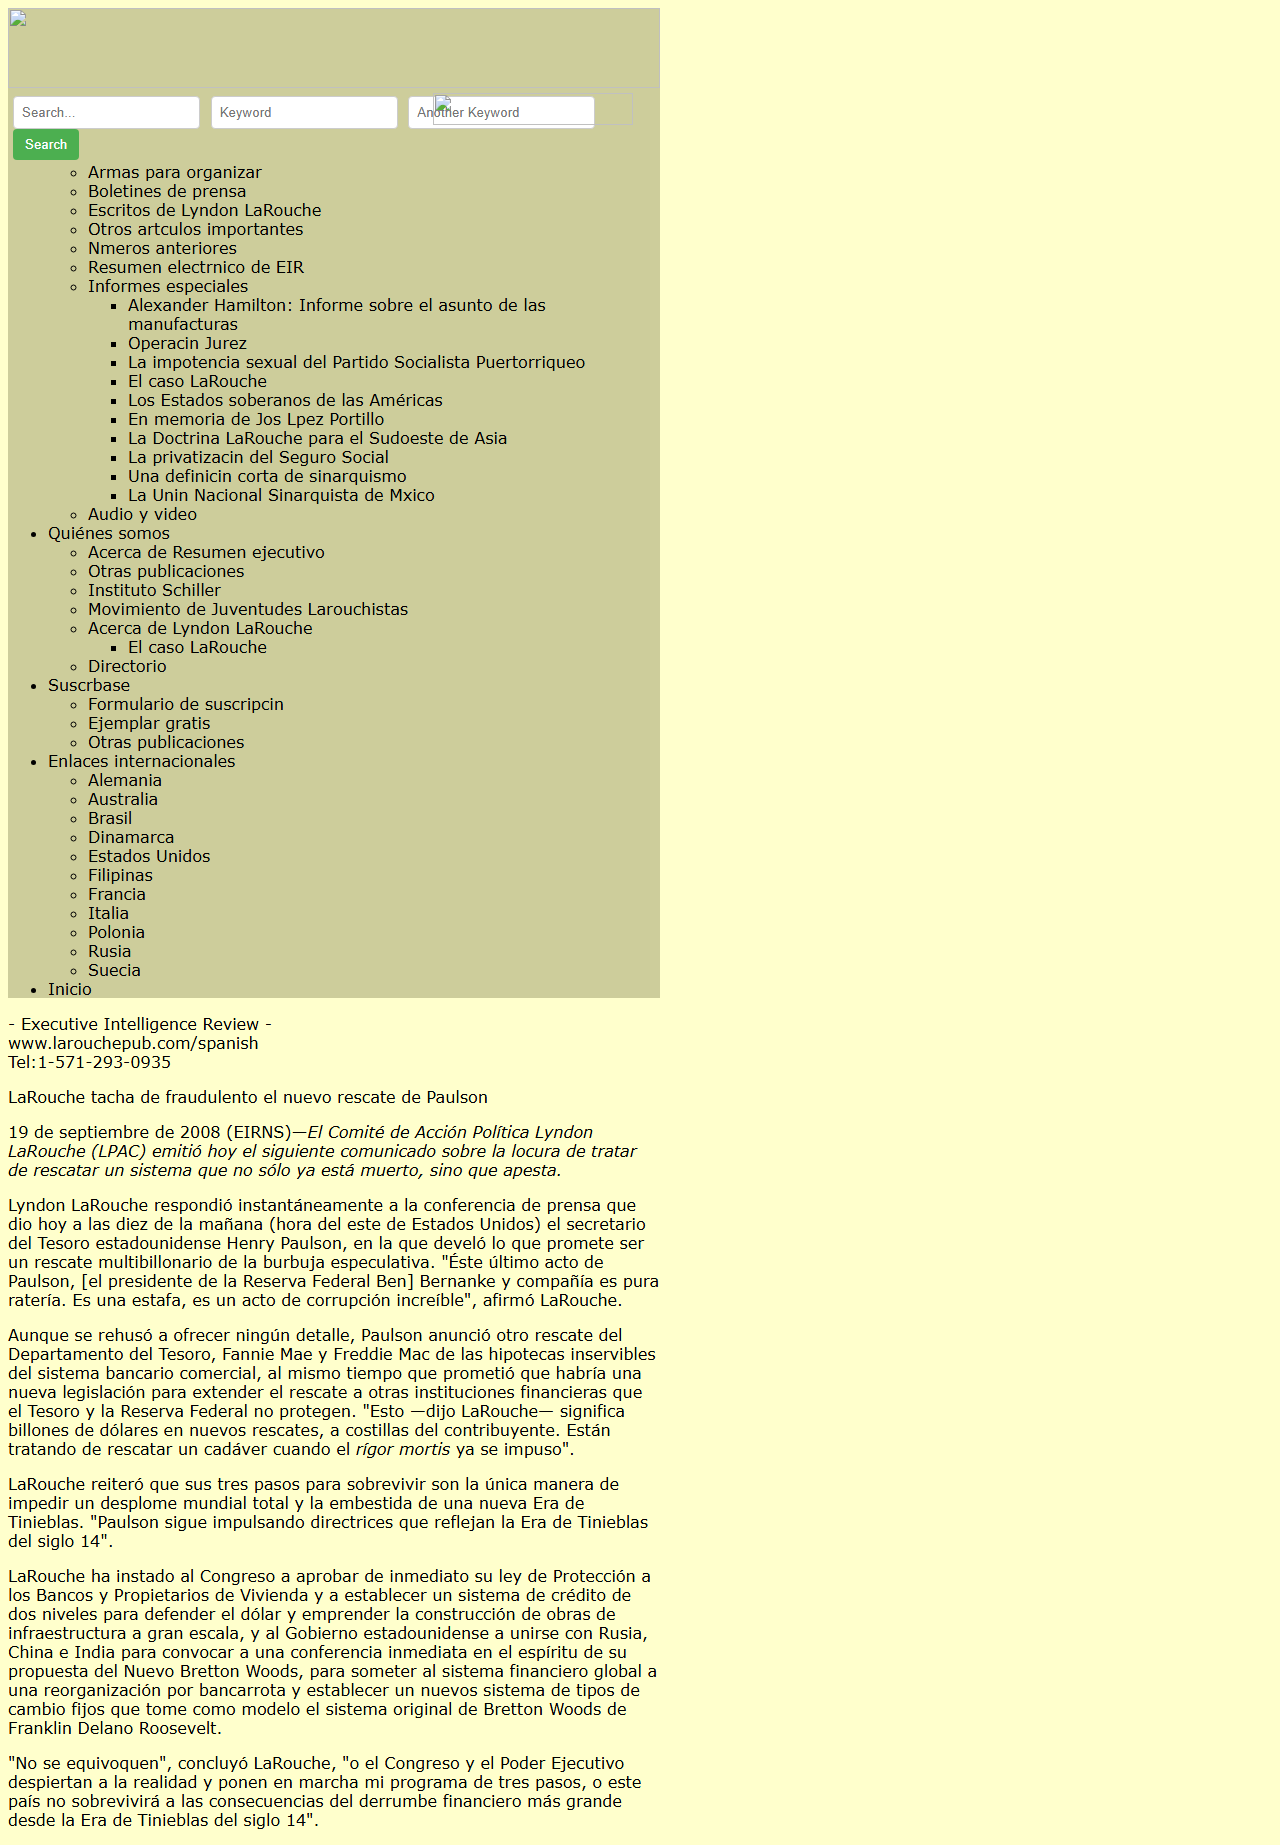 Search...
Keyword
Another Keyword
Search
Armas para organizar
Boletines de prensa
Escritos de Lyndon LaRouche
Otros artculos importantes
Nmeros anteriores
Resumen electrnico de EIR
Informes especiales
Alexander Hamilton: Informe sobre el asunto de las
manufacturas
Operacin Jurez
La impotencia sexual del Partido Socialista Puertorriqueo
El caso LaRouche
Los Estados soberanos de las Américas
En memoria de Jos Lpez Portillo
La Doctrina LaRouche para el Sudoeste de Asia
La privatizacin del Seguro Social
Una definicin corta de sinarquismo
La Unin Nacional Sinarquista de Mxico
Audio y video
Quiénes somos
Acerca de Resumen ejecutivo
Otras publicaciones
Instituto Schiller
Movimiento de Juventudes Larouchistas
Acerca de Lyndon LaRouche
El caso LaRouche
Directorio
Suscrbase
Formulario de suscripcin
Ejemplar gratis
Otras publicaciones
Enlaces internacionales
Alemania
Australia
Brasil
Dinamarca
Estados Unidos
Filipinas
Francia
Italia
Polonia
Rusia
Suecia
Inicio
- Executive Intelligence Review -
www.larouchepub.com/spanish
Tel:1-571-293-0935
LaRouche tacha de fraudulento el nuevo rescate de Paulson
19 de septiembre de 2008 (EIRNS)—El Comité de Acción Política Lyndon
LaRouche (LPAC) emitió hoy el siguiente comunicado sobre la locura de tratar
de rescatar un sistema que no sólo ya está muerto, sino que apesta.
Lyndon LaRouche respondió instantáneamente a la conferencia de prensa que
dio hoy a las diez de la mañana (hora del este de Estados Unidos) el secretario
del Tesoro estadounidense Henry Paulson, en la que develó lo que promete ser
un rescate multibillonario de la burbuja especulativa. "Éste último acto de
Paulson, [el presidente de la Reserva Federal Ben] Bernanke y compañía es pura
ratería. Es una estafa, es un acto de corrupción increíble", afirmó LaRouche.
Aunque se rehusó a ofrecer ningún detalle, Paulson anunció otro rescate del
Departamento del Tesoro, Fannie Mae y Freddie Mac de las hipotecas inservibles
del sistema bancario comercial, al mismo tiempo que prometió que habría una
nueva legislación para extender el rescate a otras instituciones financieras que
el Tesoro y la Reserva Federal no protegen. "Esto —dijo LaRouche— significa
billones de dólares en nuevos rescates, a costillas del contribuyente. Están
tratando de rescatar un cadáver cuando el rígor mortis ya se impuso".
LaRouche reiteró que sus tres pasos para sobrevivir son la única manera de
impedir un desplome mundial total y la embestida de una nueva Era de
Tinieblas. "Paulson sigue impulsando directrices que reflejan la Era de Tinieblas
del siglo 14".
LaRouche ha instado al Congreso a aprobar de inmediato su ley de Protección a
los Bancos y Propietarios de Vivienda y a establecer un sistema de crédito de
dos niveles para defender el dólar y emprender la construcción de obras de
infraestructura a gran escala, y al Gobierno estadounidense a unirse con Rusia,
China e India para convocar a una conferencia inmediata en el espíritu de su
propuesta del Nuevo Bretton Woods, para someter al sistema financiero global a
una reorganización por bancarrota y establecer un nuevos sistema de tipos de
cambio fijos que tome como modelo el sistema original de Bretton Woods de
Franklin Delano Roosevelt.
"No se equivoquen", concluyó LaRouche, "o el Congreso y el Poder Ejecutivo
despiertan a la realidad y ponen en marcha mi programa de tres pasos, o este
país no sobrevivirá a las consecuencias del derrumbe financiero más grande
desde la Era de Tinieblas del siglo 14".